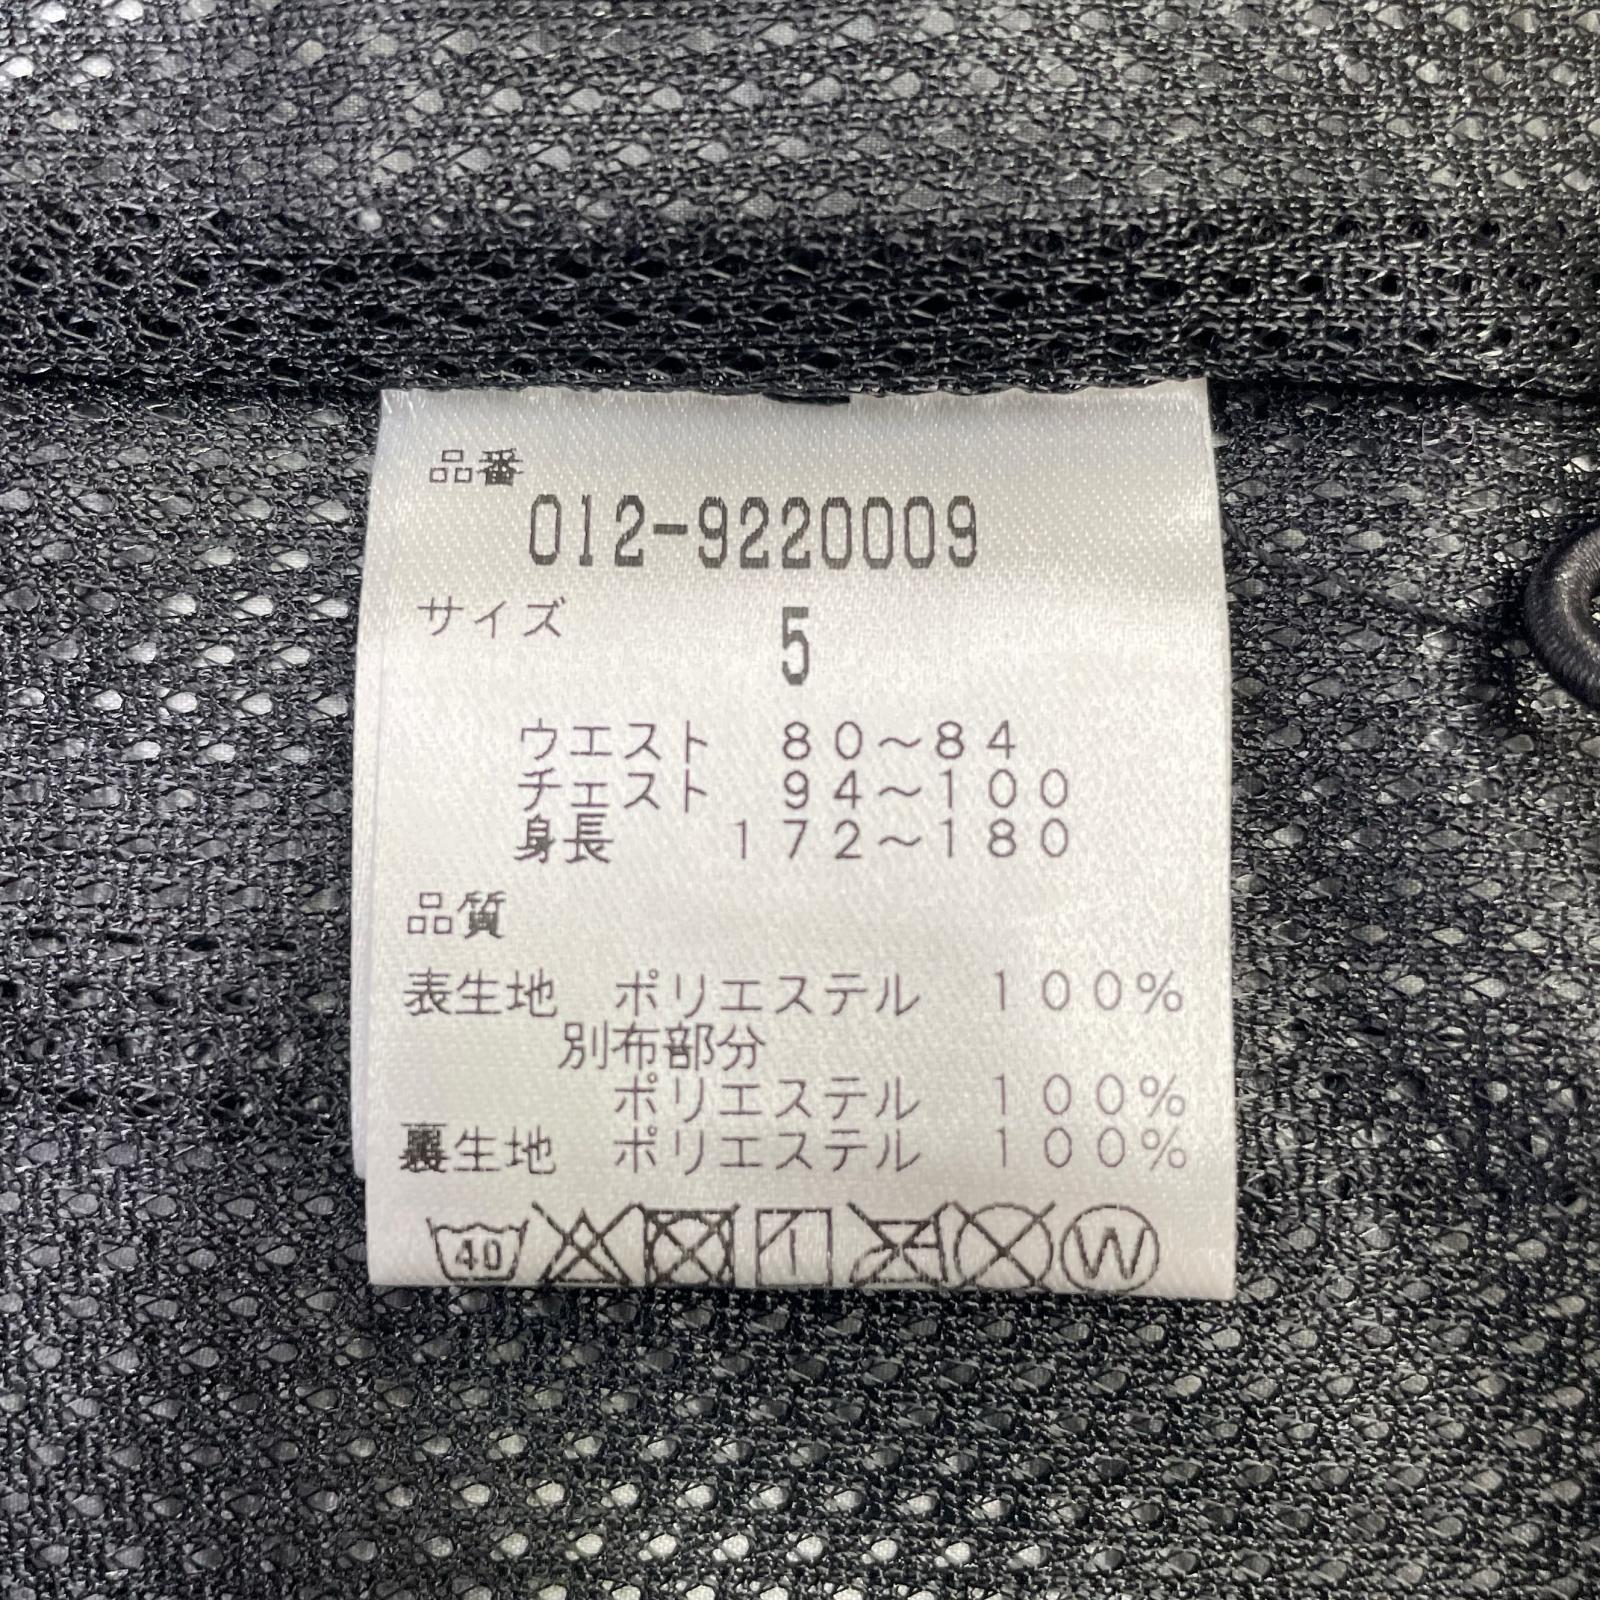 品番
012-9220009
サイズ 5
ウエスト 80〜84
チェスト 94〜100
身長 172〜180
品質
表生地 ポリエステル 100%
別布部分
ポリエステル 100%
裏生地 ポリエステル 100%
40 W